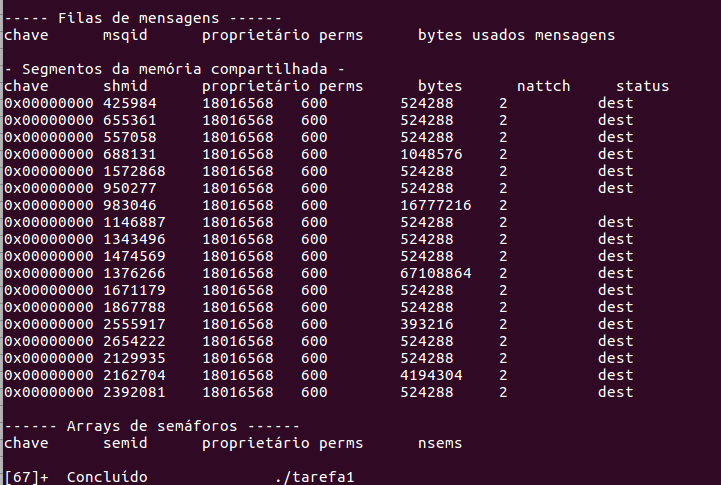 ----- Filas de mensagens ------
chave msqid proprietário perms bytes usados mensagens
- Segmentos da memória compartilhada -
chave shmid proprietário perms bytes nattch status
0x00000000 425984 18016568 600 524288 2 dest
0x00000000 655361 18016568 600 524288 2 dest
0x00000000 557058 18016568 600 524288 2 dest
0x00000000 688131 18016568 600 1048576 2 dest
0x00000000 1572868 18016568 600 524288 2 dest
0x00000000 950277 18016568 600 524288 2 dest
0x00000000 983046 18016568 600 16777216 2
0x00000000 1146887 18016568 600 524288 2 dest
0x00000000 1343496 18016568 600 524288 2 dest
0x00000000 1474569 18016568 600 524288 2 dest
0x00000000 1376266 18016568 600 67108864 2 dest
0x00000000 1671179 18016568 600 524288 2 dest
0x00000000 1867788 18016568 600 524288 2 dest
0x00000000 2555917 18016568 600 393216 2 dest
0x00000000 2654222 18016568 600 524288 2 dest
0x00000000 2129935 18016568 600 524288 2 dest
0x00000000 2162704 18016568 600 4194304 2 dest
0x00000000 2392081 18016568 600 524288 2 dest
------ Arrays de semáforos ------
chave semid proprietário perms nsems
[67]+ Concluído ./tarefa1